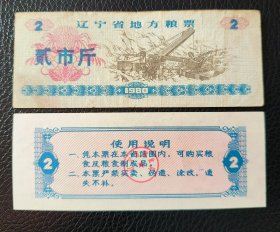 2 辽宁省地方粮票 2
贰市斤
1980
使用说明
2 2
一、凭本票在本省范围内，可购买粮
食及粮食制成品。
二、本票严禁买卖、伪造、涂改，遗
失不补。